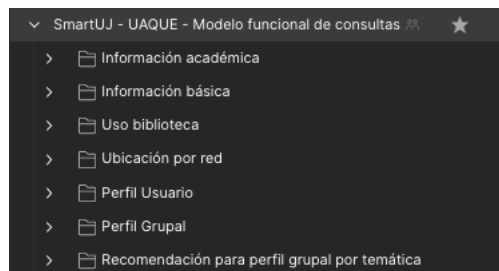 SmartUJ - UAQUE - Modelo funcional de consultas
Información académica
Información básica
Uso biblioteca
Ubicación por red
Perfil Usuario
Perfil Grupal
Recomendación para perfil grupal por temática